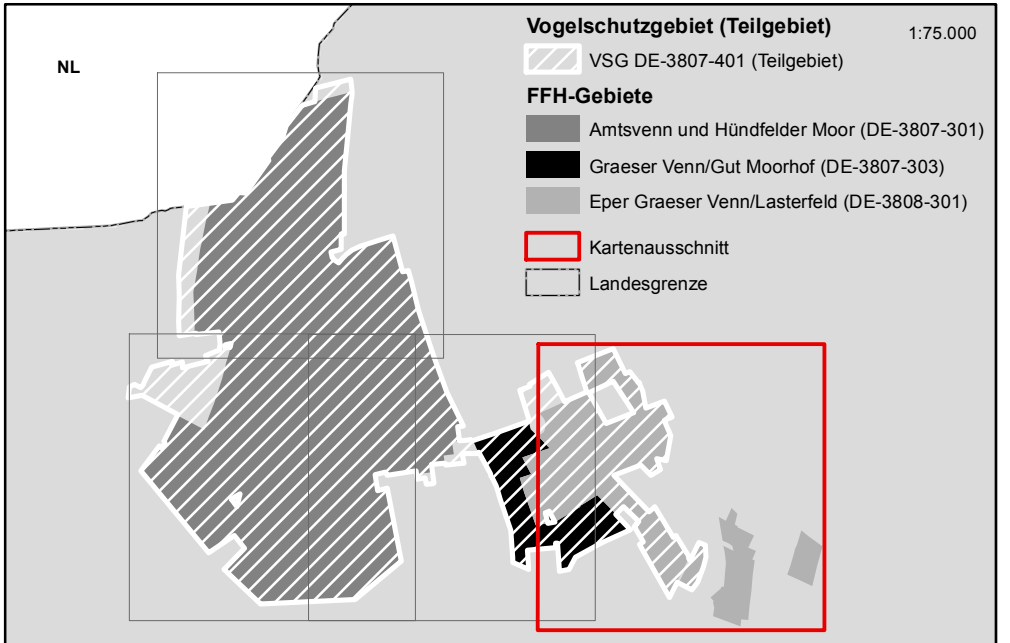 Vogelschutzgebiet (Teilgebiet)
1:75.000
NL
VSG DE-3807-401 (Teilgebiet)
FFH-Gebiete
Amtsvenn und Hündfelder Moor (DE-3807-301)
Graeser Venn/Gut Moorhof (DE-3807-303)
Eper Graeser Venn/Lasterfeld (DE-3808-301)
Kartenausschnitt
Landesgrenze